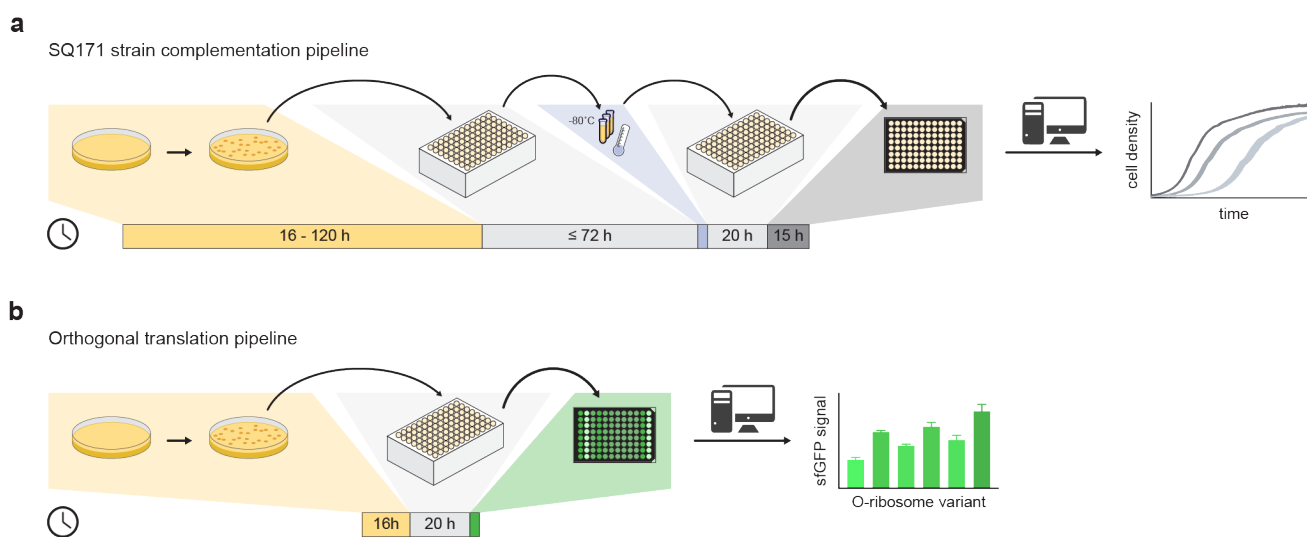 a
SQ171 strain complementation pipeline
-80°C
cell density
time
16 - 120 h
≤ 72 h
20 h
15 h
b
Orthogonal translation pipeline
sfGFP signal
O-ribosome variant
16h
20 h